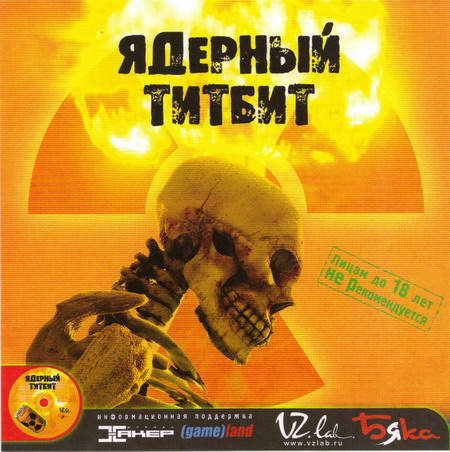 ЯДЕРНЫЙ
ТИТБИТ
Лицам до 18 лет
не рекомендуется
ЯДЕРНЫЙ
ТИТБИТ
информационная поддержка
ХАКЕР
(game)land
VZ.lab.
www.vzlab.ru
Бяка